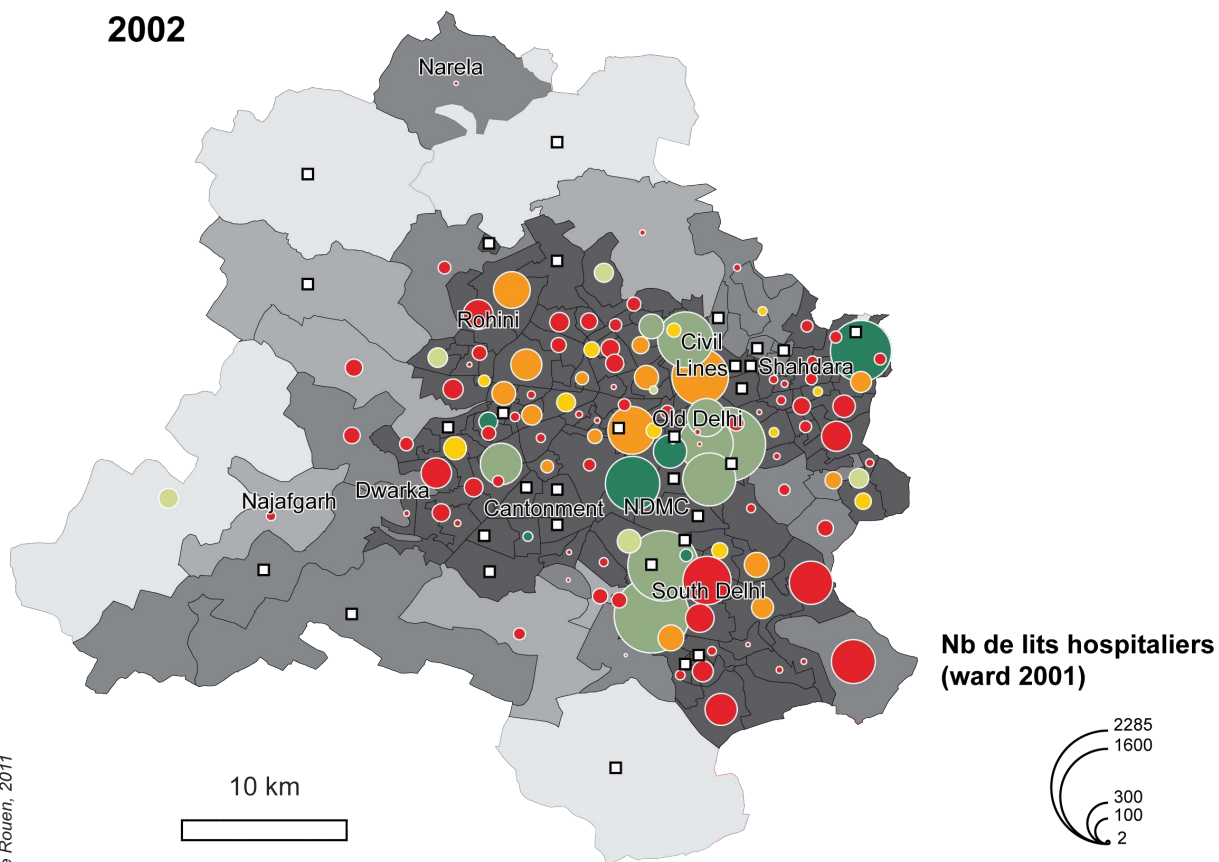 2002
Narela
Rohini
Civil
Lines
Shahdara
Old Delhi
Najafgarh
Dwarka
Cantonment
NDMC
South Delhi
Nb de lits hospitaliers
(ward 2001)
2285
1600
300
100
2
10 km
Rouen, 2011